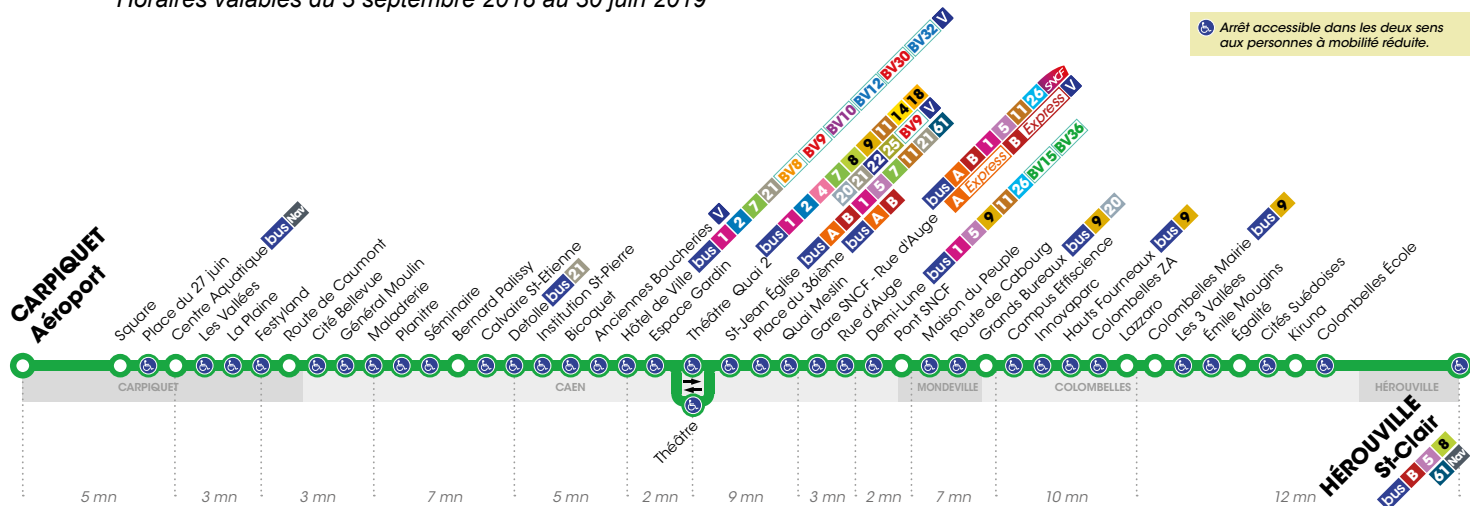 Horaires valables du 3 septembre 2018 au 30 juin 2019
Arrêt accessible dans les deux sens
aux personnes à mobilité réduite.
CARPIQUET
Aéroport
Square
Place du 27 juin
Centre Aquatique bus Nav
Les Vallées
La Plaine
Festyland
Route de Caumont
Cité Bellevue
Général Moulin
Maladrerie
Planitre
Séminaire
Bernard Palissy
Calvaire St-Etienne
Detolle bus 21
Institution St-Pierre
Bicoquet
Anciennes Boucheries V
Hôtel de Ville bus 1 2 7 21 BV8 BV9 BV10 BV12 BV30 BV32 V
Espace Gardin
Théâtre Quai 2 bus 1 2 4 7 8 9 11 14 18
20 21 22 25 BV9 V
St-Jean Église bus A B 1 5 7 11 21 61
Place du 36ième bus A B
Quai Meslin
Gare SNCF - Rue d'Auge bus A B 1 5 11 26 SNCF
A Express B Express V
Rue d'Auge
Demi-Lune bus 1 5 9 11 26 BV15 BV36
Pont SNCF
Maison du Peuple
Route de Cabourg
Grands Bureaux bus 9 20
Campus Effiscience
Innovaparc
Hauts Fourneaux bus 9
Colombelles ZA
Lazzaro
Colombelles Mairie bus 9
Les 3 Vallées
Émile Mougins
Égalité
Cités Suédoises
Kiruna
Colombelles École
CARPIQUET
CAEN
MONDEVILLE
COLOMBELLES
HÉROUVILLE
Théâtre
HÉROUVILLE
St-Clair
bus B 5 8
61 Nav
5 mn
3 mn
3 mn
7 mn
5 mn
2 mn
9 mn
3 mn
2 mn
7 mn
10 mn
12 mn